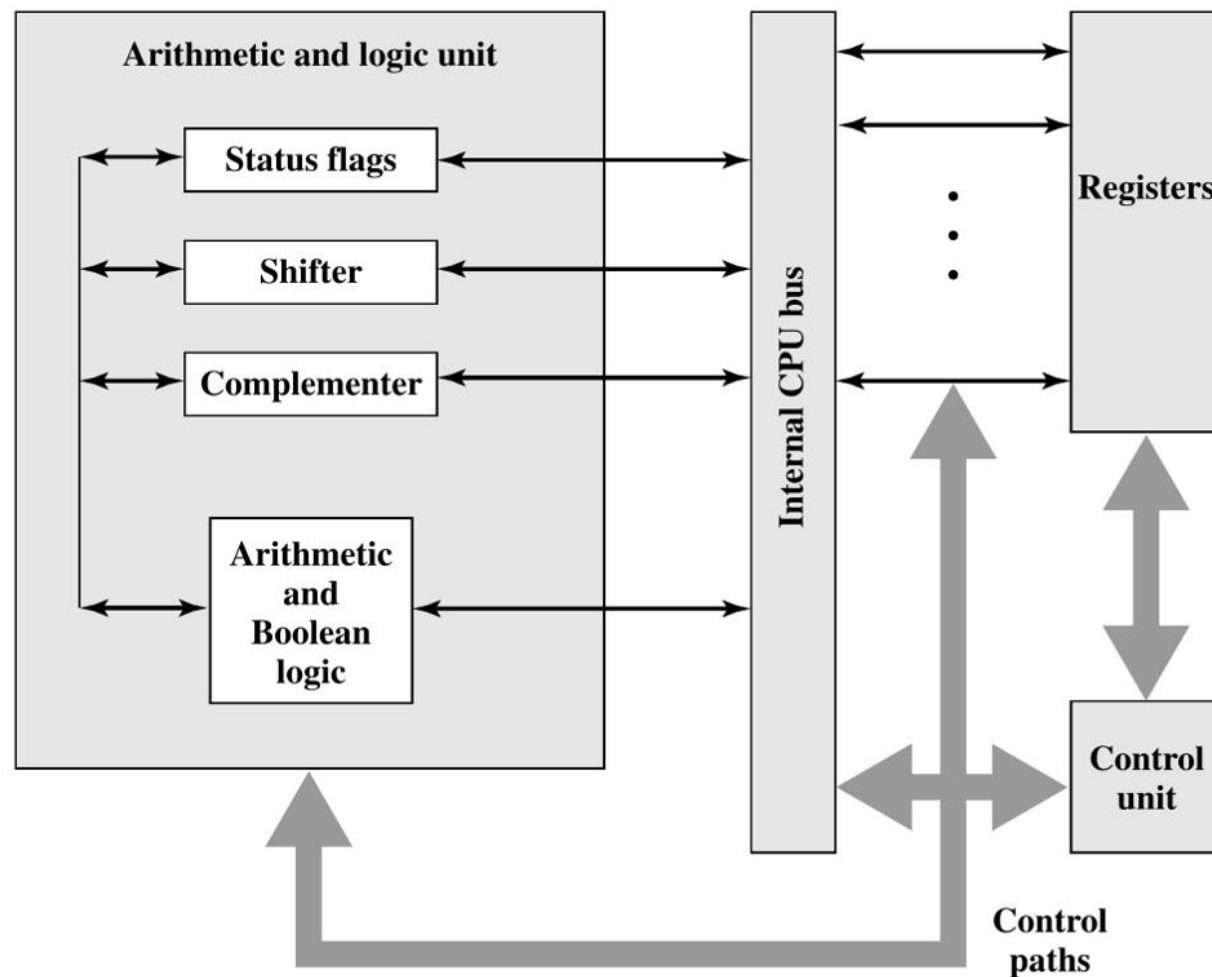 Arithmetic and logic unit
Status flags
Shifter
Complementer
Arithmetic
and
Boolean
logic
Internal CPU bus
Registers
Control
unit
Control
paths